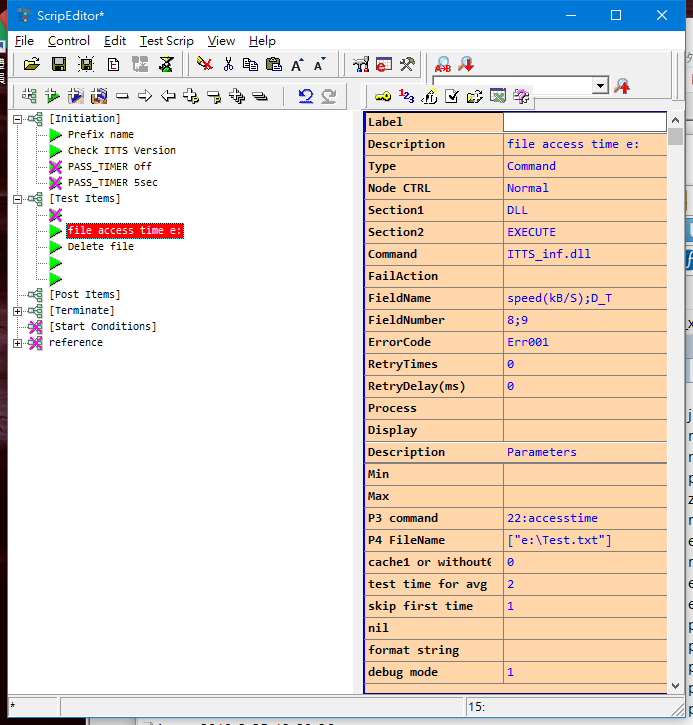 ScripEditor*
File Control Edit Test Scrip View Help
[Initiation]
Prefix name
Check ITTS Version
PASS_TIMER off
PASS_TIMER 5sec
[Test Items]
file access time e:
Delete file
[Post Items]
[Terminate]
[Start Conditions]
reference
Label
Description file access time e:
Type Command
Node CTRL Normal
Section1 DLL
Section2 EXECUTE
Command ITTS_inf.dll
FailAction
FieldName speed(kB/S);D_T
FieldNumber 8;9
ErrorCode Err001
RetryTimes 0
RetryDelay(ms) 0
Process
Display
Description Parameters
Min
Max
P3 command 22:accesstime
P4 FileName ["e:\Test.txt"]
cache1 or without0 0
test time for avg 2
skip first time 1
nil
format string
debug mode 1
* 15: